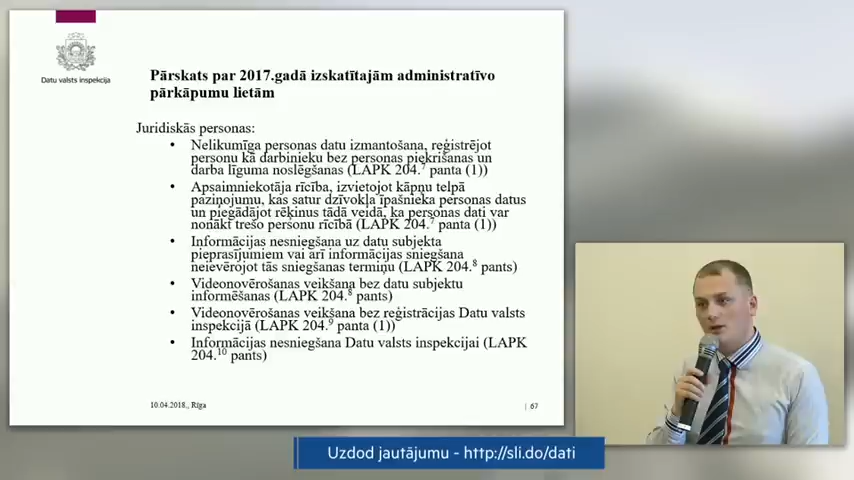 Datu valsts inspekcija
Pārskats par 2017.gadā izskatītajām administratīvo
pārkāpumu lietām
Juridiskās personas:
• Nelikumīga personas datu izmantošana, reģistrējot
personu kā darbinieku bez personas piekrišanas un
darba līguma noslēgšanas (LAPK 204.⁷ panta (1))
• Apsaimniekotāja rīcība, izvietojot kāpņu telpā
paziņojumu, kas satur dzīvokļa īpašnieka personas datus
un piegādājot rēķinus tādā veidā, ka personas dati var
nonākt trešo personu rīcībā (LAPK 204.⁷ panta (1))
• Informācijas nesniegšana uz datu subjekta
pieprasījumiem vai arī informācijas sniegšana
neievērojot tās sniegšanas termiņu (LAPK 204.⁸ pants)
• Videonovērošanas veikšana bez datu subjektu
informēšanas (LAPK 204.⁸ pants)
• Videonovērošanas veikšana bez reģistrācijas Datu valsts
inspekcijā (LAPK 204.⁹ panta (1))
• Informācijas nesniegšana Datu valsts inspekcijai (LAPK
204.¹⁰ pants)
10.04.2018., Rīga
| 67
Uzdod jautājumu - http://sli.do/dati